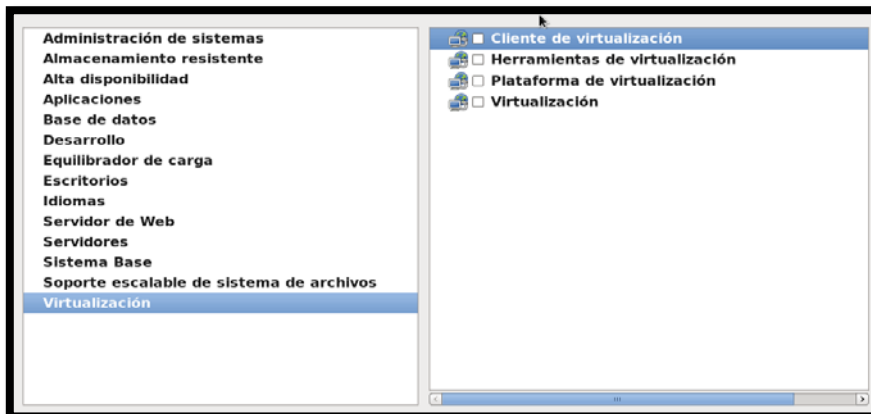 Administración de sistemas
Almacenamiento resistente
Alta disponibilidad
Aplicaciones
Base de datos
Desarrollo
Equilibrador de carga
Escritorios
Idiomas
Servidor de Web
Servidores
Sistema Base
Soporte escalable de sistema de archivos
Virtualización
Cliente de virtualización
Herramientas de virtualización
Plataforma de virtualización
Virtualización